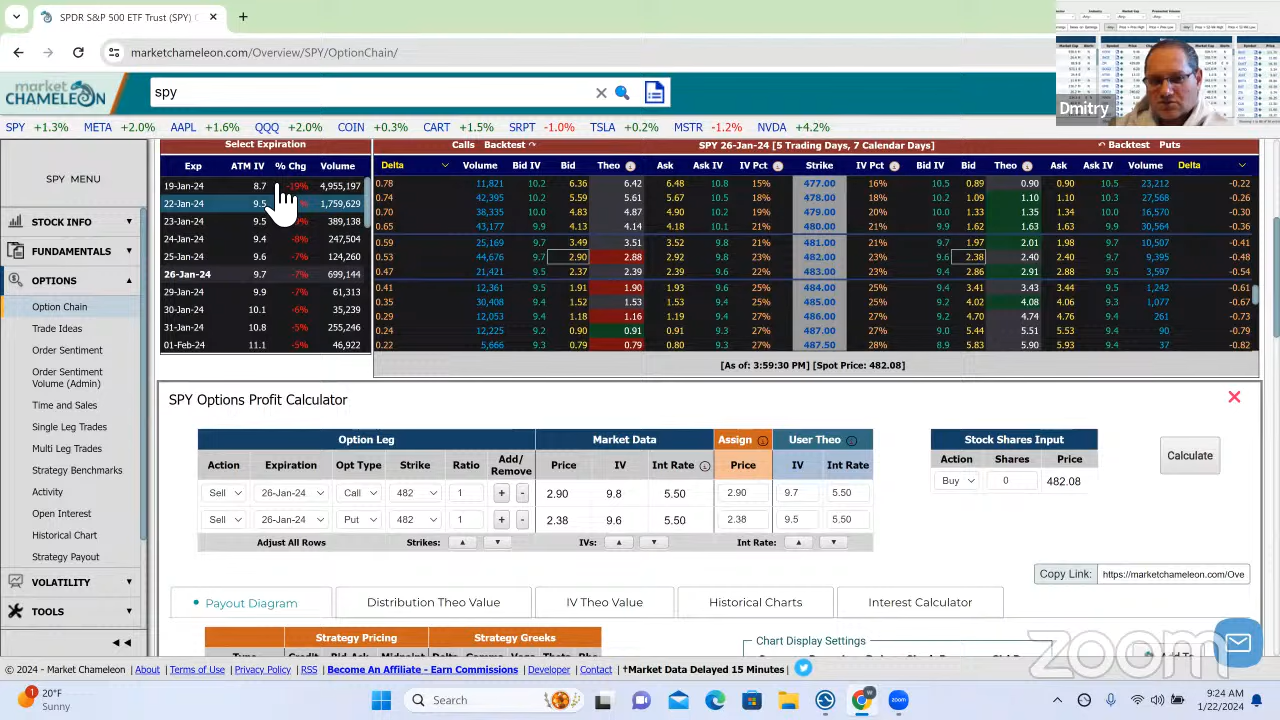 SPDR S&P 500 ETF Trust (SPY) O
marketchameleon.com/Overview/SPY/OptionChain/
market CHAMELEON
spy
Dmitry
SPY +1.3% META +2.0% AAPL +1.6% QQQ +2.0% COIN +0.3% CART +1.5% SRPT 0.0% TSLA +0.2% MSTR -1.2% NVDA +4.2%
SPY MENU
STOCK INFO
FUNDAMENTALS
OPTIONS
Option Chain
Trade Ideas
Order Sentiment
Order Sentiment Volume (Admin)
Time and Sales
Single Leg Trades
Multi Leg Trades
Strategy Benchmarks
Activity
Open Interest
Historical Chart
Strategy Payout
VOLATILITY
TOOLS
Select Expiration
Exp ATM IV % Chg Volume
19-Jan-24 8.7 -19% 4,955,197
22-Jan-24 9.5 1,759,629
23-Jan-24 9.5 389,138
24-Jan-24 9.4 -8% 247,504
25-Jan-24 9.6 -7% 124,260
26-Jan-24 9.7 -7% 699,144
29-Jan-24 9.9 -7% 61,313
30-Jan-24 10.1 -6% 35,239
31-Jan-24 10.8 -5% 255,246
01-Feb-24 11.1 -5% 46,922
Calls Backtest SPY 26-Jan-24 [5 Trading Days, 7 Calendar Days] Backtest Puts
Delta Volume Bid IV Bid Theo Ask Ask IV IV Pct Strike IV Pct Bid IV Bid Theo Ask Ask IV Volume Delta
0.78 11,821 10.2 6.36 6.42 6.48 10.8 15% 477.00 16% 10.5 0.89 0.90 0.90 10.5 23,212 -0.22
0.74 42,395 10.2 5.59 5.61 5.67 10.5 18% 478.00 18% 10.2 1.09 1.10 1.10 10.3 27,568 -0.26
0.70 38,335 10.0 4.83 4.87 4.90 10.2 20% 479.00 20% 10.0 1.32 1.35 1.33 10.1 16,570 -0.30
0.65 43,177 9.9 4.13 4.14 4.18 10.1 21% 480.00 21% 9.9 1.62 1.63 1.63 9.9 30,564 -0.36
0.59 25,169 9.7 3.49 3.51 3.52 9.8 21% 481.00 21% 9.7 1.97 2.01 1.98 9.7 10,507 -0.41
0.53 44,676 9.7 2.90 2.88 2.92 9.8 23% 482.00 23% 9.6 2.38 2.40 2.40 9.7 9,395 -0.48
0.47 21,421 9.5 2.37 2.39 2.39 9.6 22% 483.00 22% 9.4 2.86 2.91 2.88 9.5 3,597 -0.54
0.41 12,361 9.5 1.91 1.90 1.93 9.6 25% 484.00 25% 9.4 3.41 3.43 3.44 9.5 1,242 -0.61
0.35 30,408 9.4 1.52 1.53 1.53 9.4 25% 485.00 25% 9.2 4.02 4.08 4.06 9.3 1,077 -0.67
0.29 12,053 9.4 1.18 1.16 1.19 9.4 27% 486.00 27% 9.1 4.70 4.74 4.76 9.3 261 -0.73
0.24 12,225 9.2 0.90 0.91 0.91 9.3 27% 487.00 27% 9.0 5.44 5.51 5.53 9.4 90 -0.79
0.22 5,666 9.3 0.79 0.79 0.80 9.3 27% 487.50 28% 8.9 5.83 5.91 5.93 9.4 37 -0.82
[As of: 3:59:30 PM] [Spot Price: 482.08]
SPY Options Profit Calculator
Option Leg Market Data Assign User Theo
Action Expiration Opt Type Strike Ratio Add/Remove Price IV Int Rate Price IV Int Rate
Sell 26-Jan-24 Call 482 1 + - 2.90 9.8 5.50 2.90 9.7 5.50
Sell 26-Jan-24 Put 482 1 + - 2.38 9.6 5.50 2.38 9.5 5.50
Adjust All Rows Strikes: IVs: Int Rate:
Stock Shares Input
Action Shares Price
Buy 0 482.08
Calculate
Copy Link: https://marketchameleon.com/Ove
Payout Diagram Distribution Theo Value IV Theo Value Historical Charts Interest Calculator
Strategy Pricing Strategy Greeks
Chart Display Settings
zoom
© 2024 - Market Chameleon About Terms of Use Privacy Policy RSS Become An Affiliate - Earn Commissions Developer Contact †Market Data Delayed 15 Minutes
20°F
Sunny
Search
9:24 AM
1/22/2024